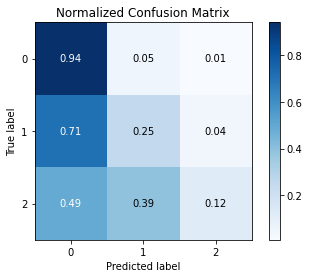 Normalized Confusion Matrix
0 0.94 0.05 0.01
1 0.71 0.25 0.04
2 0.49 0.39 0.12
0 1 2
Predicted label
True label
0.8
0.6
0.4
0.2